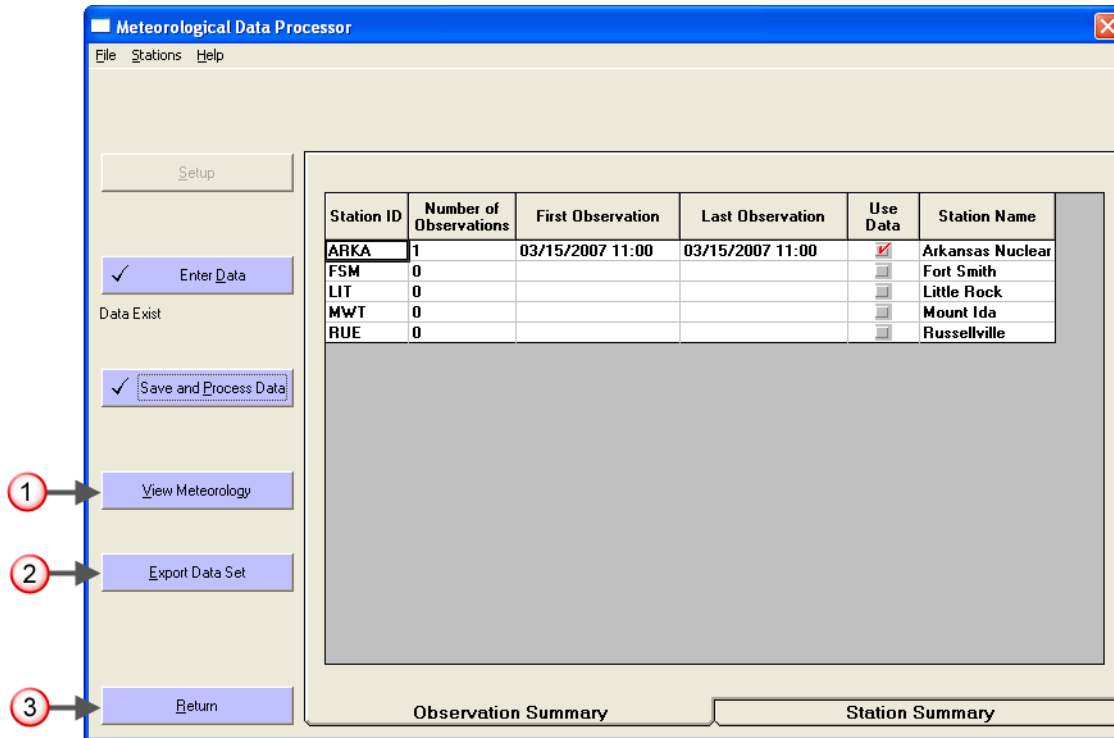 Meteorological Data Processor
File Stations Help
Setup
Enter Data
Data Exist
Save and Process Data
1 View Meteorology
2 Export Data Set
3 Return
Station ID Number of Observations First Observation Last Observation Use Data Station Name
ARKA 1 03/15/2007 11:00 03/15/2007 11:00 Arkansas Nuclear
FSM 0 Fort Smith
LIT 0 Little Rock
MWT 0 Mount Ida
RUE 0 Russellville
Observation Summary Station Summary